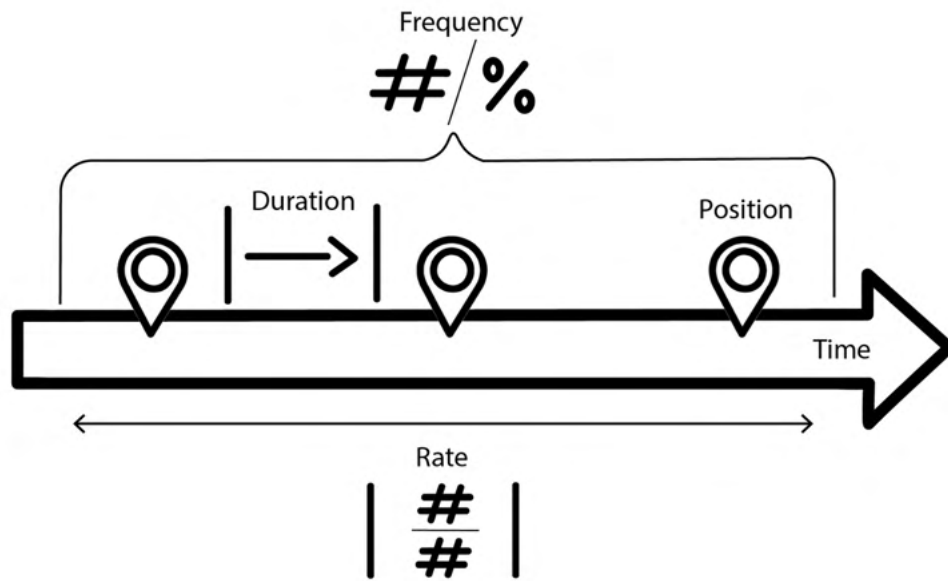 Frequency
#/%
Duration
Position
Time
Rate
#
#